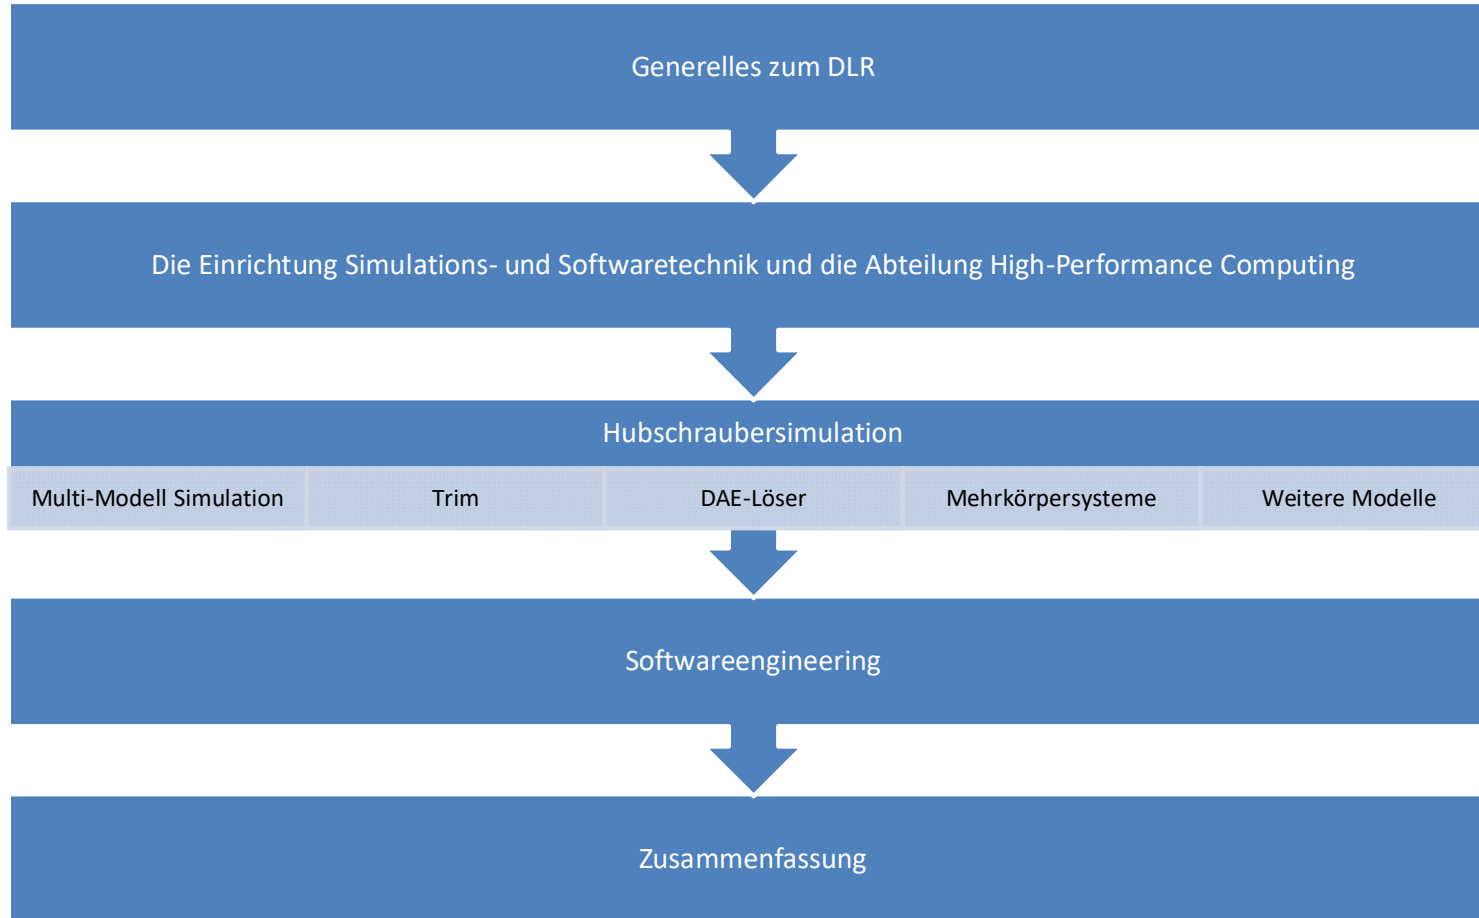 Generelles zum DLR
Die Einrichtung Simulations- und Softwaretechnik und die Abteilung High-Performance Computing
Hubschraubersimulation
Multi-Modell Simulation
Trim
DAE-Löser
Mehrkörpersysteme
Weitere Modelle
Softwareengineering
Zusammenfassung